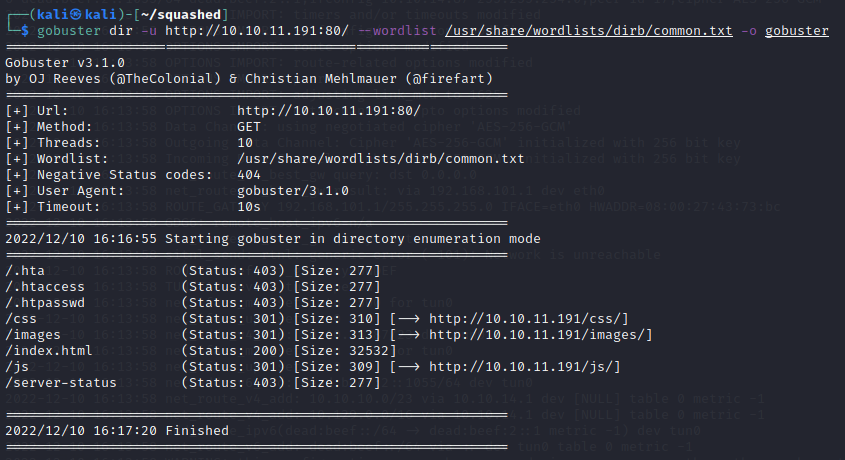 ┌──(kali㉿kali)-[~/squashed]
└─$ gobuster dir -u http://10.10.11.191:80/ --wordlist /usr/share/wordlists/dirb/common.txt -o gobuster
===============================================================
Gobuster v3.1.0
by OJ Reeves (@TheColonial) & Christian Mehlmauer (@firefart)
===============================================================
[+] Url: http://10.10.11.191:80/
[+] Method: GET
[+] Threads: 10
[+] Wordlist: /usr/share/wordlists/dirb/common.txt
[+] Negative Status codes: 404
[+] User Agent: gobuster/3.1.0
[+] Timeout: 10s
===============================================================
2022/12/10 16:16:55 Starting gobuster in directory enumeration mode
===============================================================
/.hta (Status: 403) [Size: 277]
/.htaccess (Status: 403) [Size: 277]
/.htpasswd (Status: 403) [Size: 277]
/css (Status: 301) [Size: 310] [--> http://10.10.11.191/css/]
/images (Status: 301) [Size: 313] [--> http://10.10.11.191/images/]
/index.html (Status: 200) [Size: 32532]
/js (Status: 301) [Size: 309] [--> http://10.10.11.191/js/]
/server-status (Status: 403) [Size: 277]
===============================================================
2022/12/10 16:17:20 Finished
===============================================================